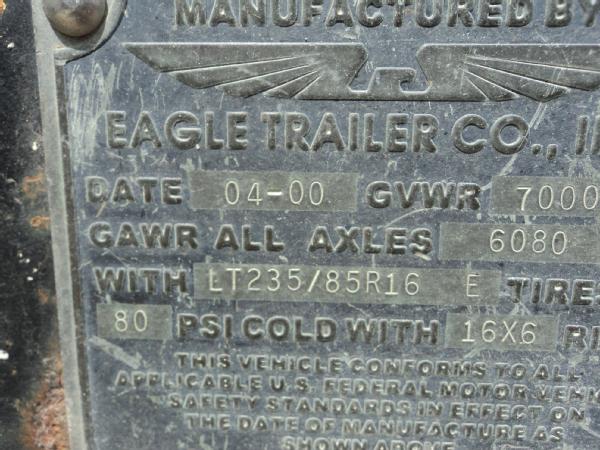 MANUFACTURED BY
EAGLE TRAILER CO., I
DATE 04-00 GVWR 7000
GAWR ALL AXLES 6080
WITH LT235/85R16 E TIRES
80 PSI COLD WITH 16X6 RI
THIS VEHICLE CONFORMS TO ALL
APPLICABLE U.S. FEDERAL MOTOR VEH
SAFETY STANDARDS IN EFFECT ON
THE DATE OF MANUFACTURE AS
SHOWN ABOVE